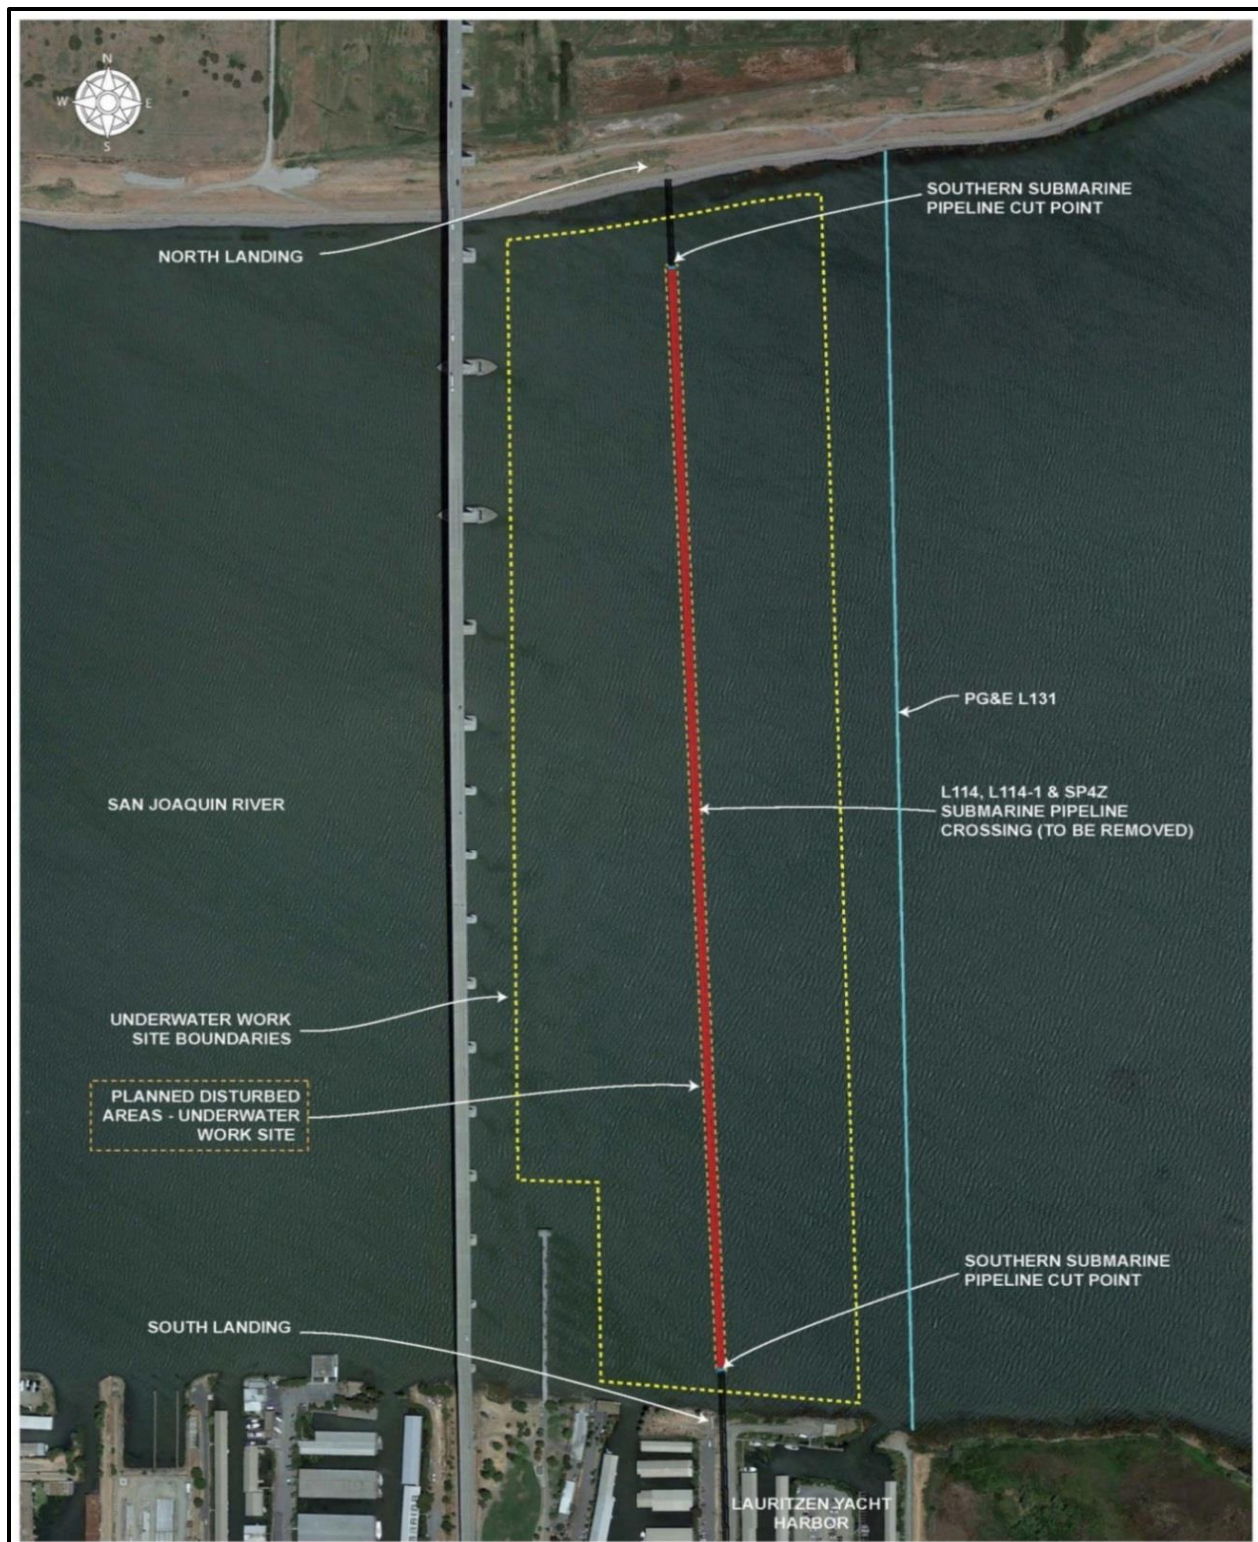 N
W E
S
SOUTHERN SUBMARINE
PIPELINE CUT POINT
NORTH LANDING
PG&E L131
L114, L114-1 & SP4Z
SUBMARINE PIPELINE
CROSSING (TO BE REMOVED)
SAN JOAQUIN RIVER
UNDERWATER WORK
SITE BOUNDARIES
PLANNED DISTURBED
AREAS - UNDERWATER
WORK SITE
SOUTHERN SUBMARINE
PIPELINE CUT POINT
SOUTH LANDING
LAURITZEN YACHT
HARBOR